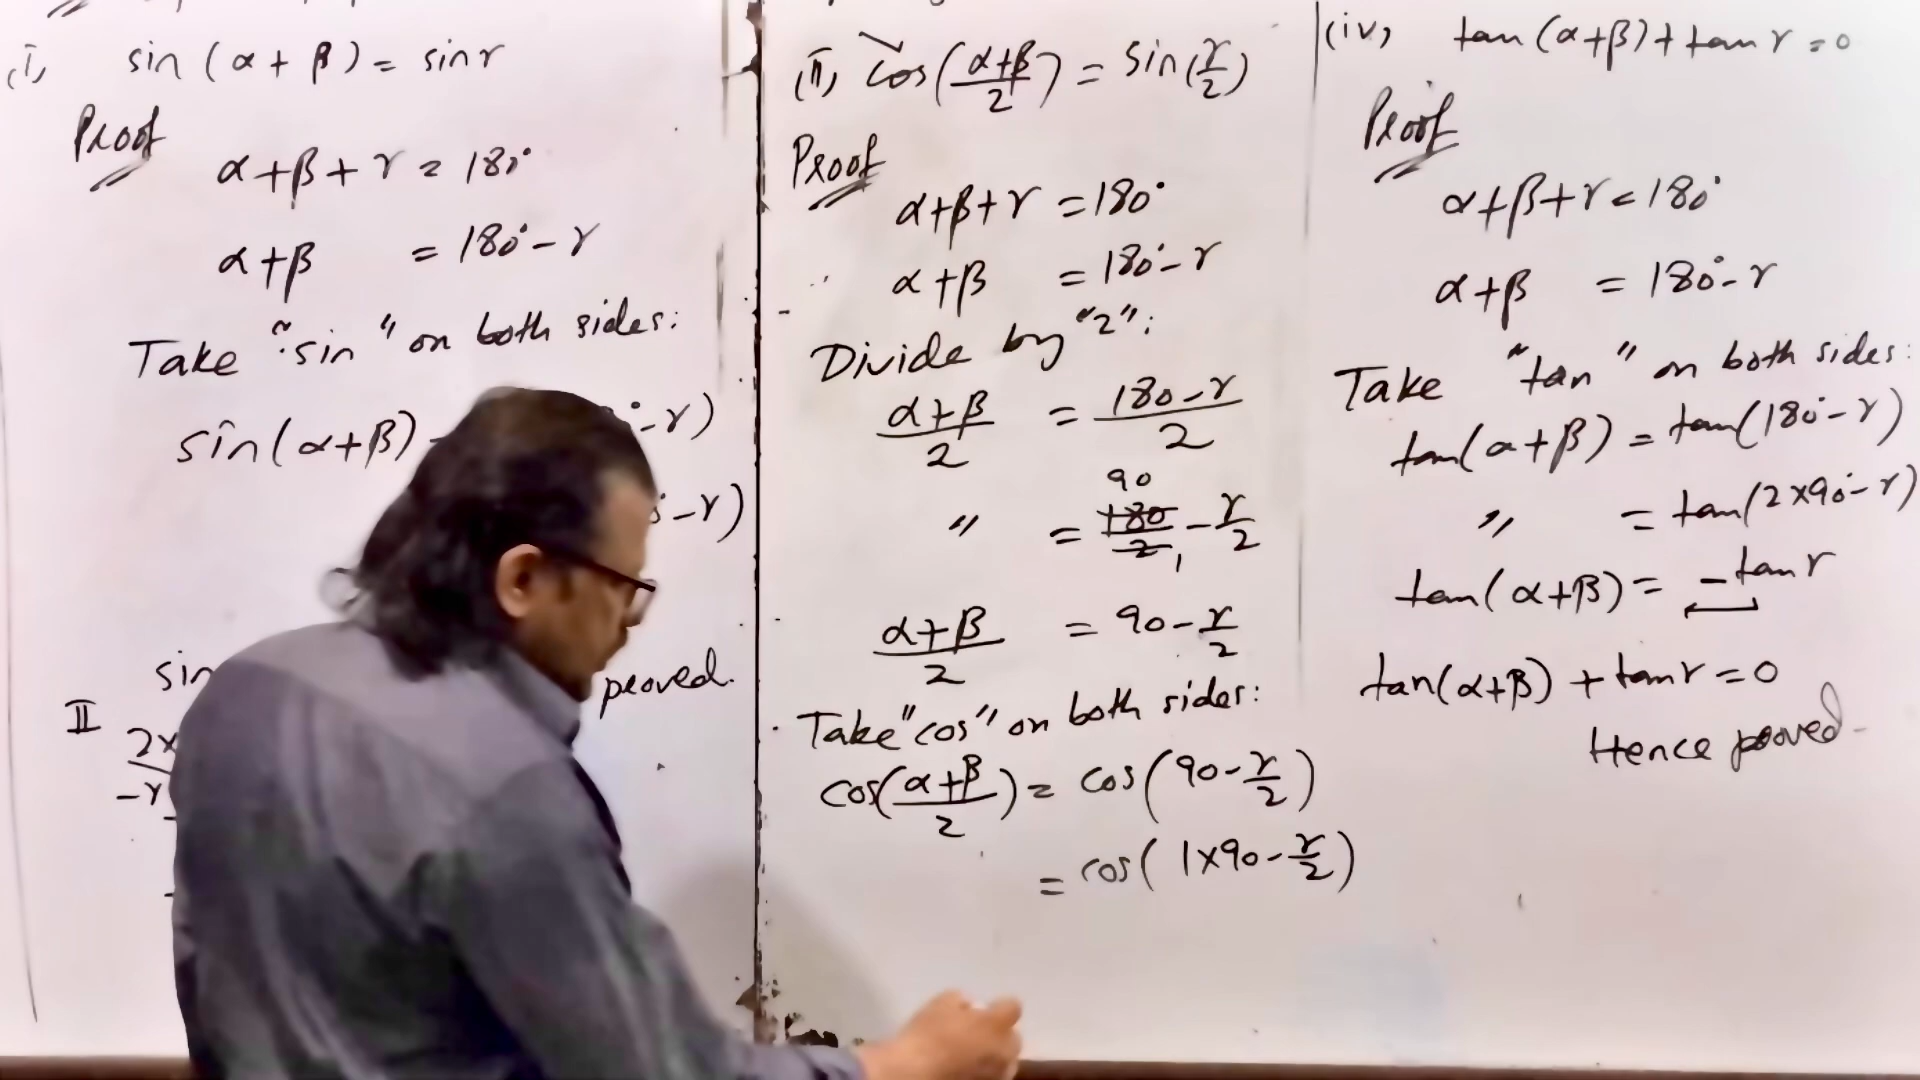 (I) sin (α + β) = sin γ
Proof
α+β+γ = 180°
α+β = 180°-γ
Take "sin" on both sides:
sin(α+β) -γ)
-γ)
sin proved.
II
2x
-γ
(II) cos(α+β/2) = sin(γ/2)
Proof
α+β+γ = 180°
α+β = 180°-γ
Divide by "2":
α+β/2 = 180-γ/2
90
" = 180/2 - γ/2
1
α+β/2 = 90 - γ/2
Take "cos" on both sides:
cos(α+β/2) = cos(90-γ/2)
= cos(1×90-γ/2)
(iv) tan(α+β)+tan γ = 0
Proof
α+β+γ = 180°
α+β = 180°-γ
Take "tan" on both sides:
tan(α+β) = tan(180°-γ)
" = tan(2×90°-γ)
tan(α+β) = -tan γ
tan(α+β) + tan γ = 0
Hence proved-